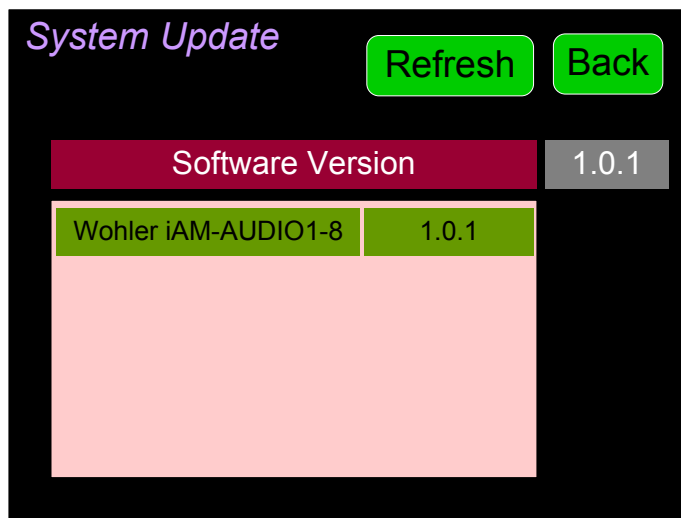 System Update
Refresh
Back
Software Version
1.0.1
Wohler iAM-AUDIO1-8
1.0.1